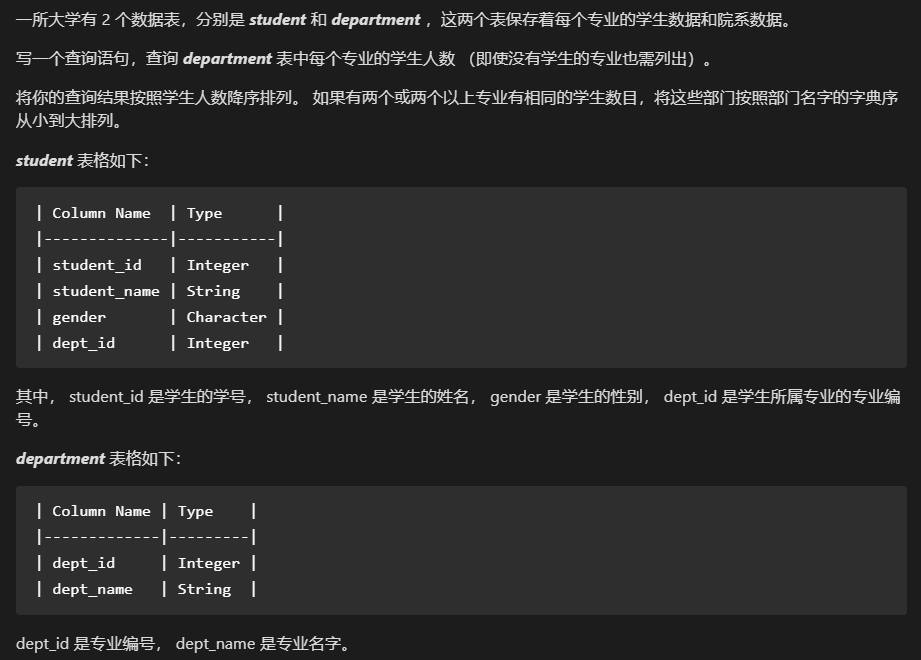 一所大学有 2 个数据表，分别是 student 和 department ，这两个表保存着每个专业的学生数据和院系数据。
写一个查询语句，查询 department 表中每个专业的学生人数 （即使没有学生的专业也需列出）。
将你的查询结果按照学生人数降序排列。 如果有两个或两个以上专业有相同的学生数目，将这些部门按照部门名字的字典序
从小到大排列。
student 表格如下：
| Column Name  | Type      |
|--------------|-----------|
| student_id   | Integer   |
| student_name | String    |
| gender       | Character |
| dept_id      | Integer   |
其中， student_id 是学生的学号， student_name 是学生的姓名， gender 是学生的性别， dept_id 是学生所属专业的专业编
号。
department 表格如下：
| Column Name | Type    |
|-------------|---------|
| dept_id     | Integer |
| dept_name   | String  |
dept_id 是专业编号， dept_name 是专业名字。